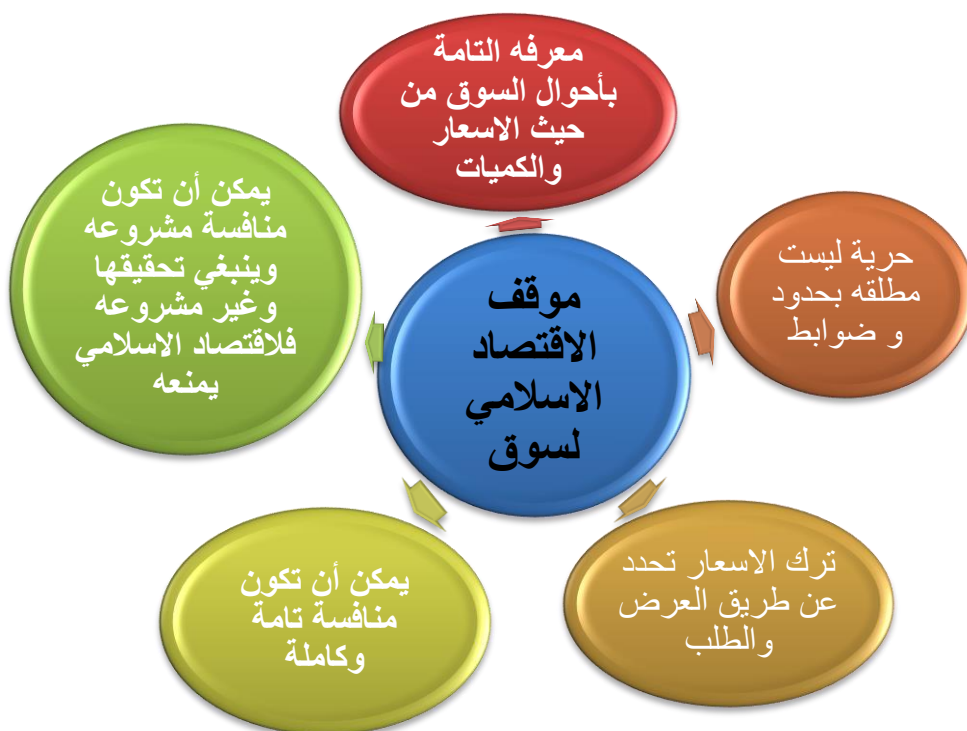 معرفه التامة
بأحوال السوق من
حيث الاسعار
والكميات
حرية ليست
مطلقه بحدود
و ضوابط
ترك الاسعار تحدد
عن طريق العرض
والطلب
يمكن أن تكون
منافسة تامة
وكاملة
يمكن أن تكون
منافسة مشروعه
وينبغي تحقيقها
وغير مشروعه
فلاقتصاد الاسلامي
يمنعه
موقف
الاقتصاد
الاسلامي
لسوق